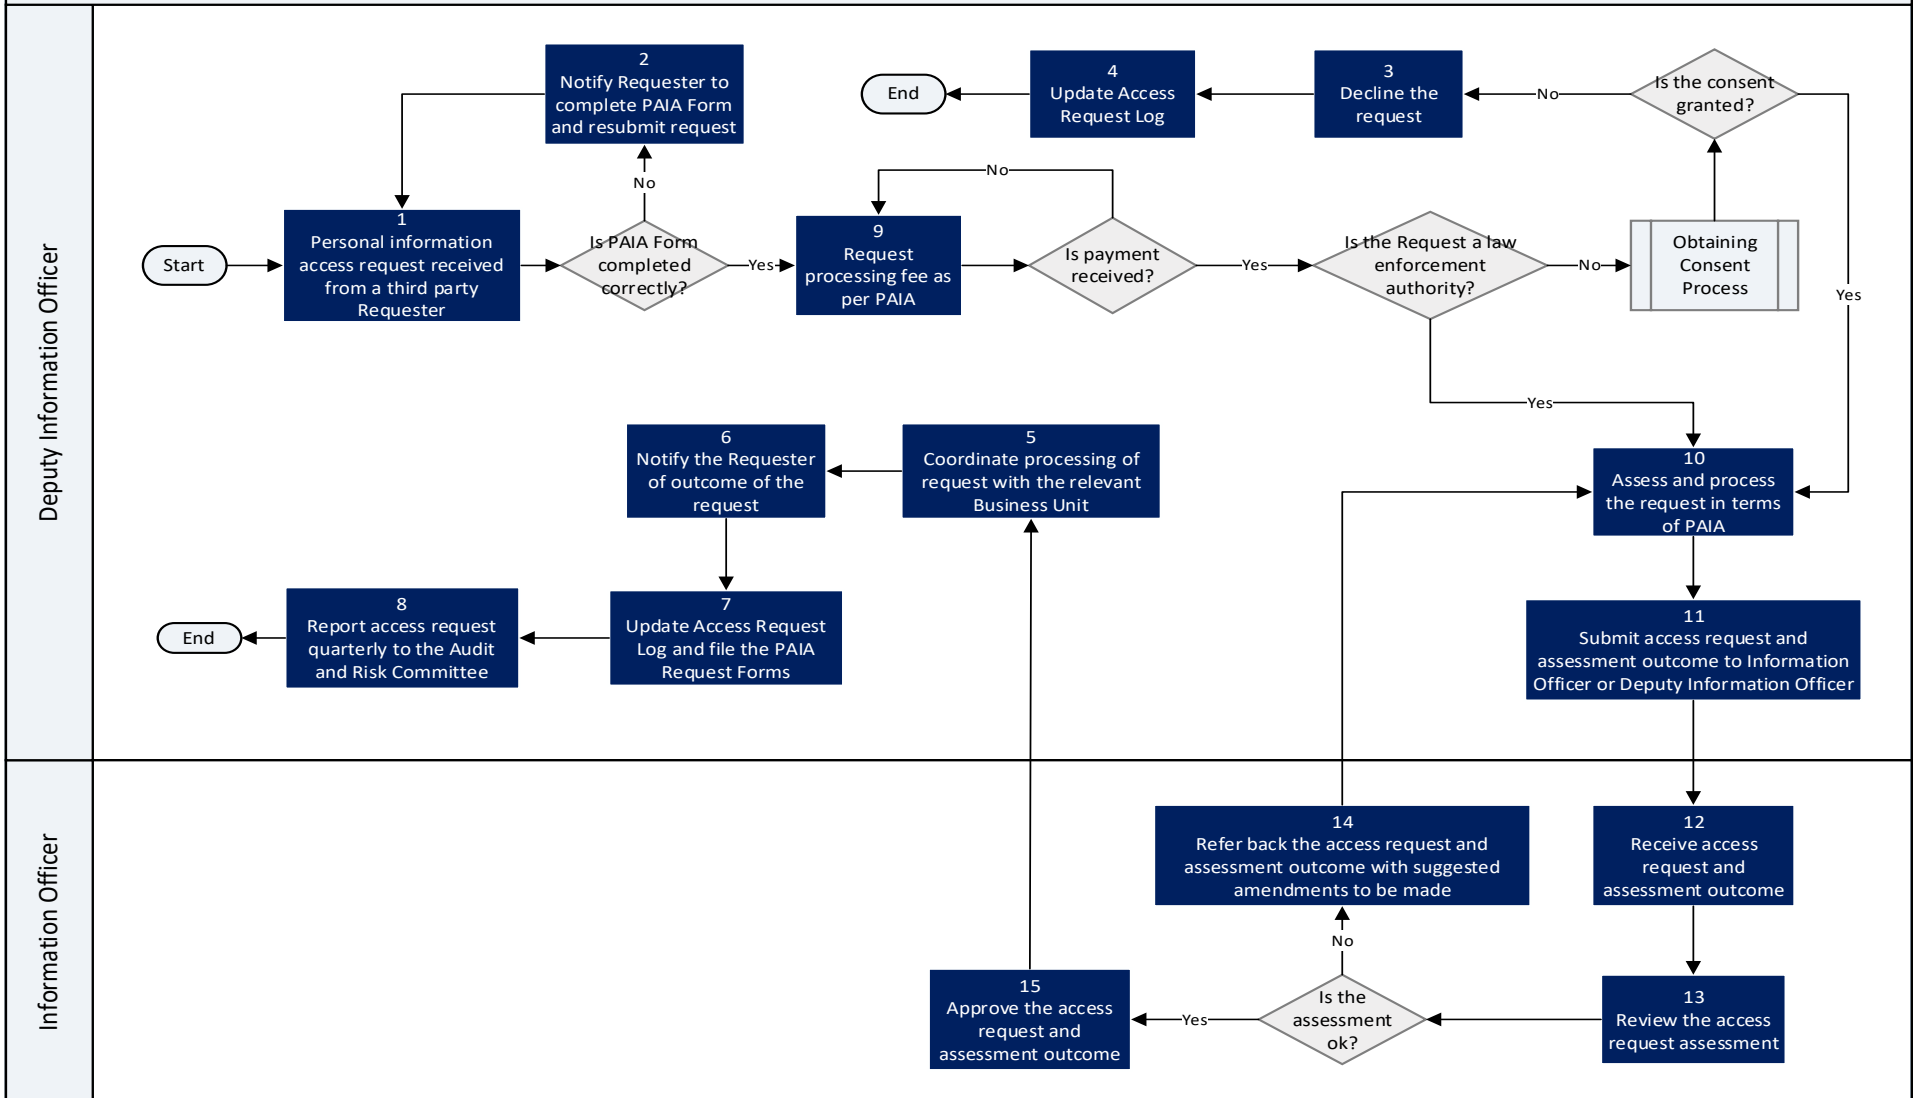 Deputy Information Officer
2
Notify Requester to
complete PAIA Form
and resubmit request
End
4
Update Access
Request Log
3
Decline the
request
No
Is the consent
granted?
No
No
Start
1
Personal information
access request received
from a third party
Requester
Is PAIA Form
completed
correctly?
Yes
9
Request
processing fee as
per PAIA
Is payment
received?
Yes
Is the Request a law
enforcement
authority?
No
Obtaining
Consent
Process
Yes
Yes
6
Notify the Requester
of outcome of the
request
5
Coordinate processing of
request with the relevant
Business Unit
10
Assess and process
the request in terms
of PAIA
End
8
Report access request
quarterly to the Audit
and Risk Committee
7
Update Access Request
Log and file the PAIA
Request Forms
11
Submit access request and
assessment outcome to Information
Officer or Deputy Information Officer
Information Officer
14
Refer back the access request and
assessment outcome with suggested
amendments to be made
12
Receive access
request and
assessment outcome
No
15
Approve the access
request and
assessment outcome
Yes
Is the
assessment
ok?
13
Review the access
request assessment